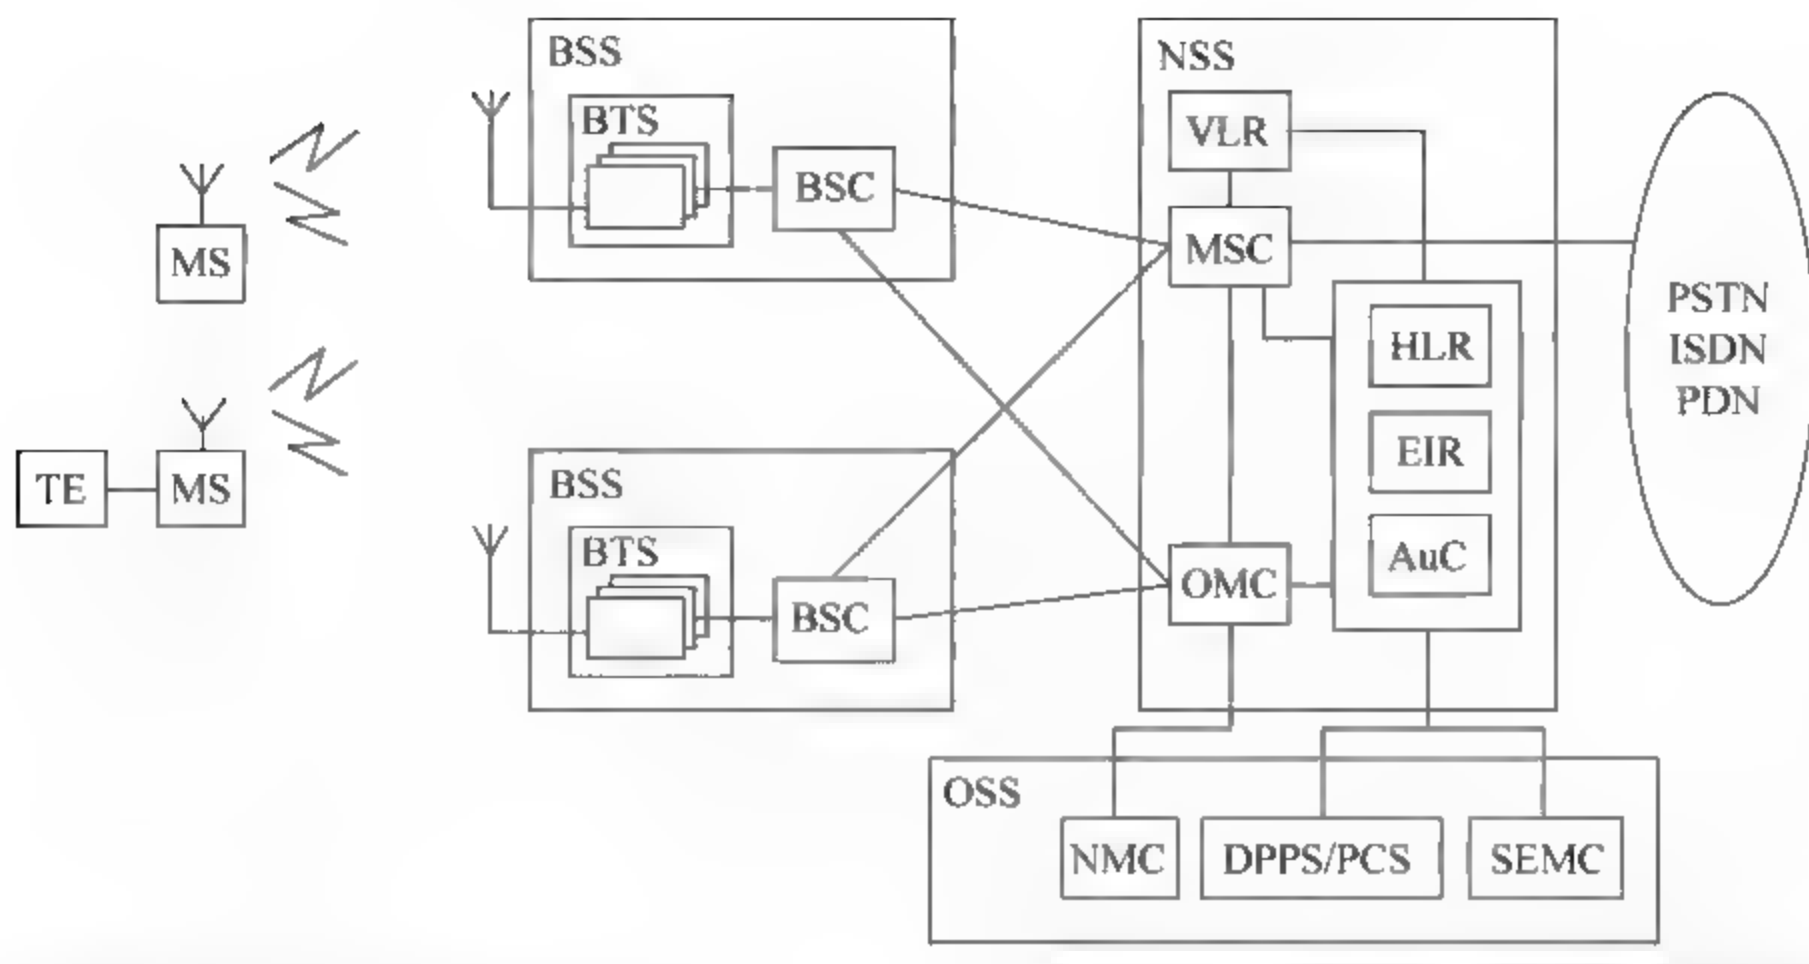 BSS
BTS
BSC
MS
TE
MS
BSS
BTS
BSC
NSS
VLR
MSC
HLR
EIR
AuC
OMC
PSTN
ISDN
PDN
OSS
NMC
DPPS/PCS
SEMC